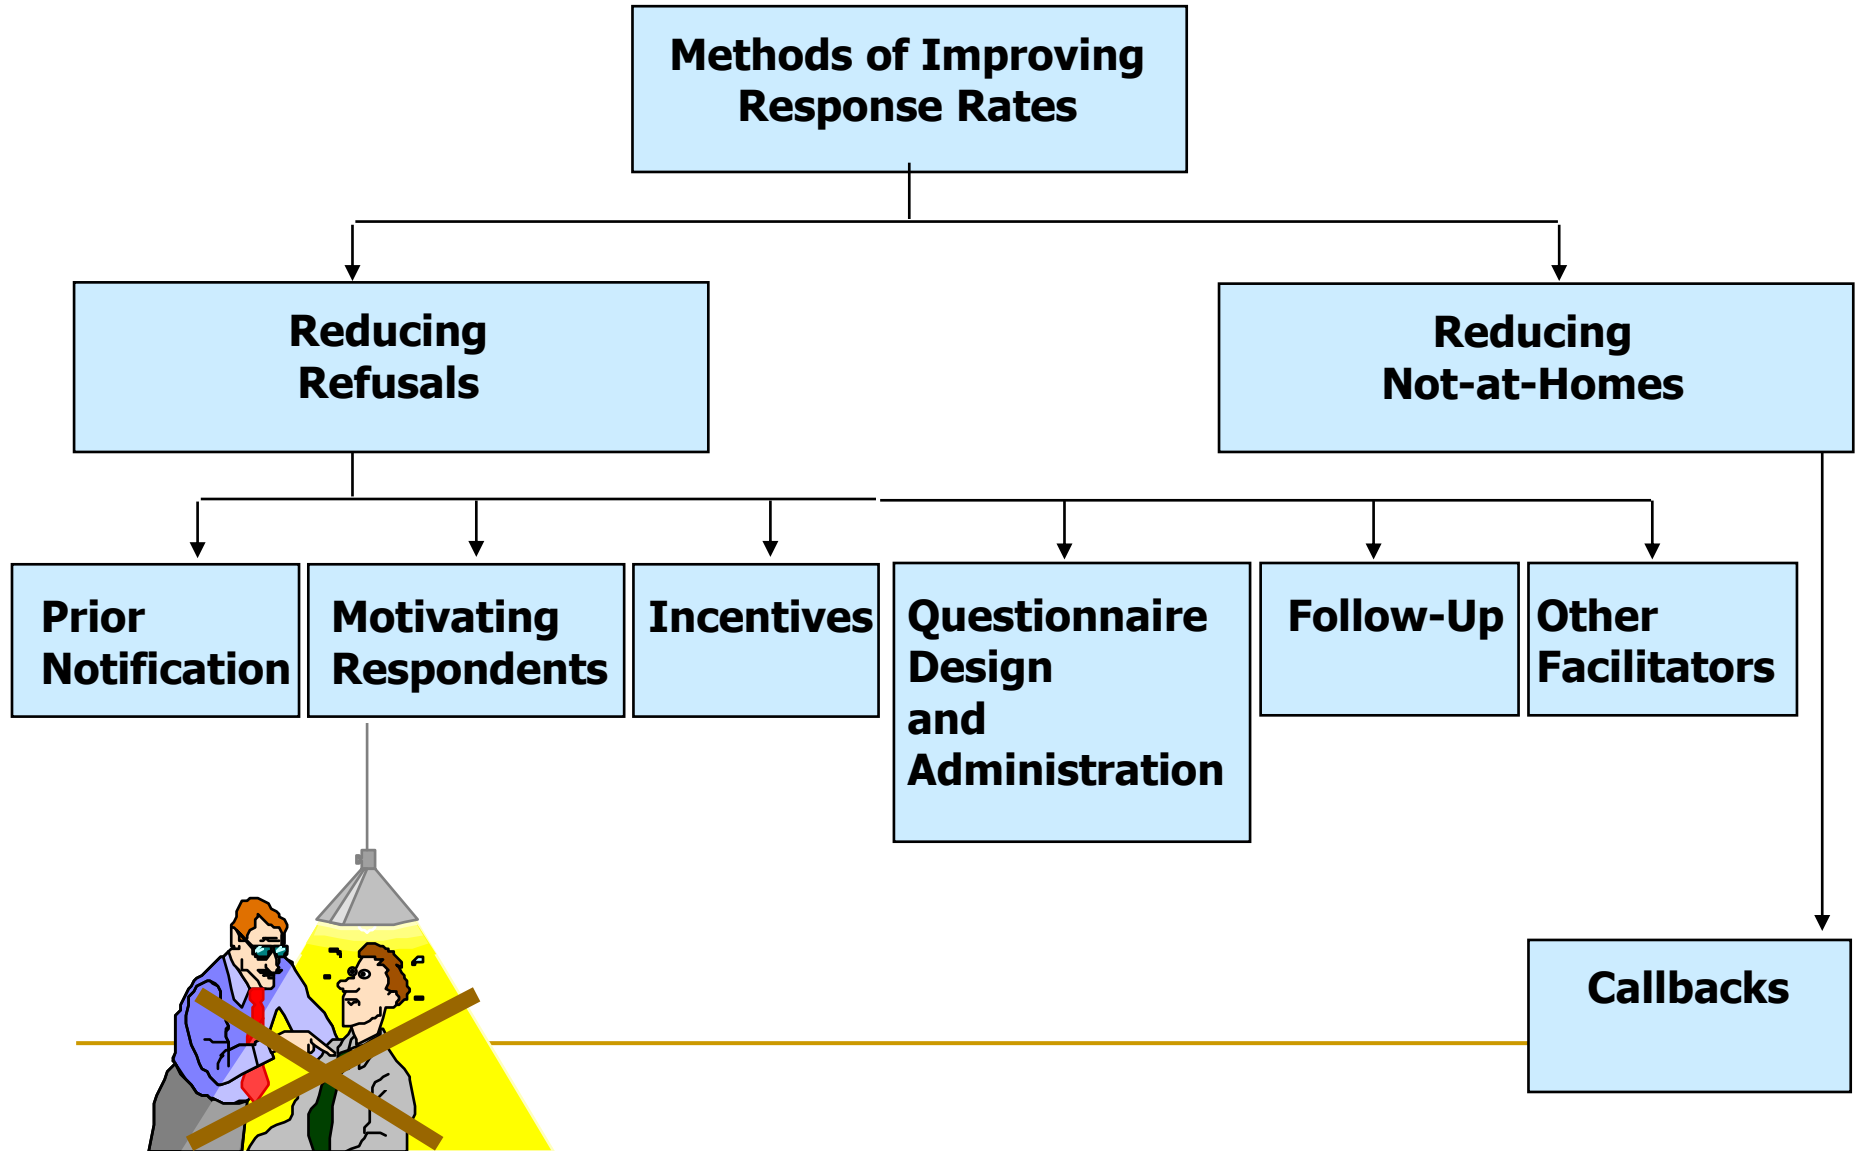 Methods of Improving
Response Rates
Reducing
Refusals
Reducing
Not-at-Homes
Prior
Notification
Motivating
Respondents
Incentives
Questionnaire
Design
and
Administration
Follow-Up
Other
Facilitators
Callbacks